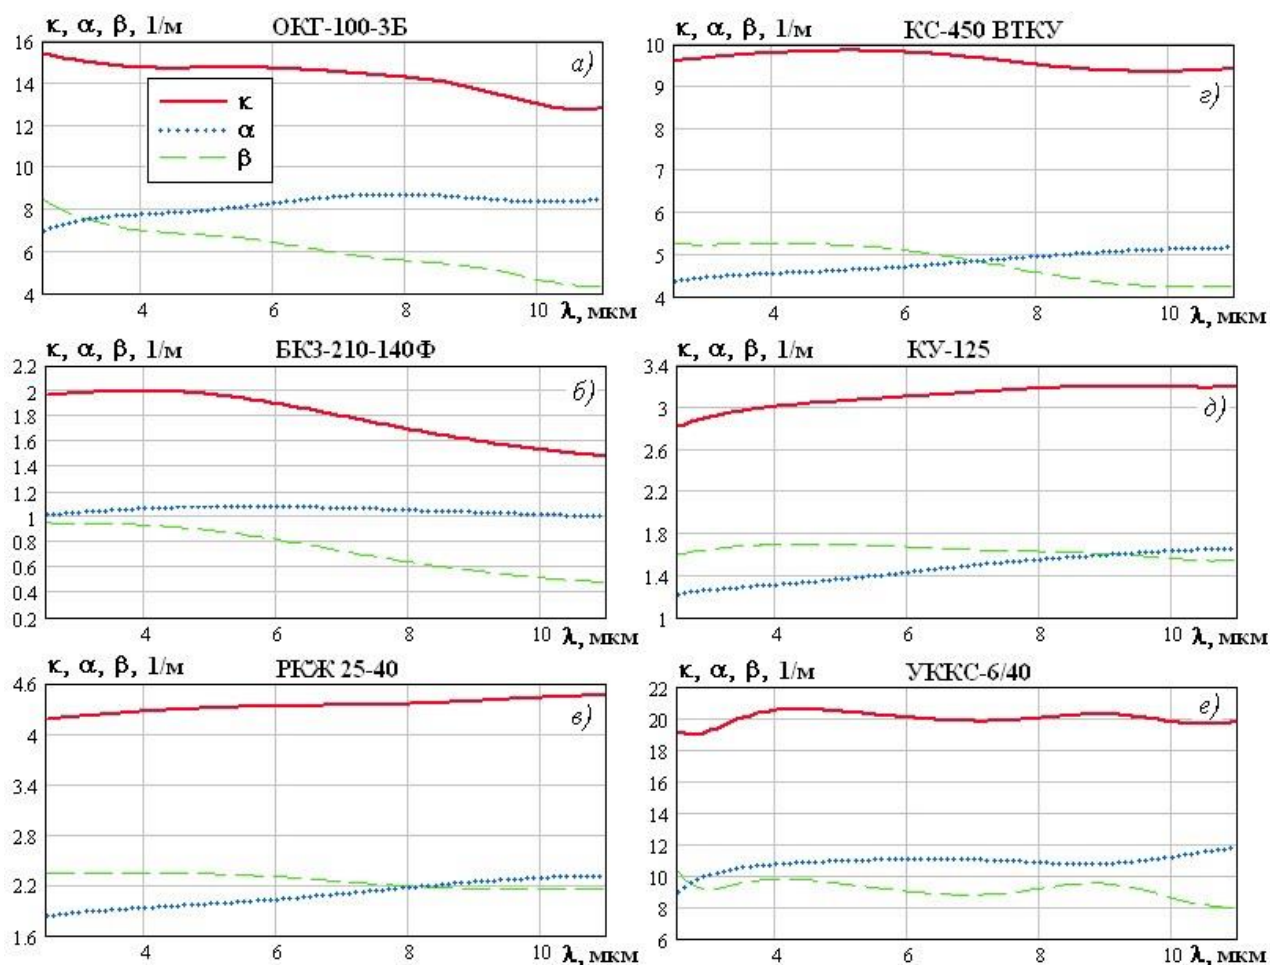 κ, α, β, 1/м ОКГ-100-3Б
16
14
12
10
8
6
4
а)
κ
α
β
4 6 8 10 λ, мкм
κ, α, β, 1/м КС-450 ВТКУ
10
9
8
7
6
5
4
г)
4 6 8 10 λ, мкм
κ, α, β, 1/м БКЗ-210-140Ф
2.2
2
1.8
1.6
1.4
1.2
1
0.8
0.6
0.4
0.2
б)
4 6 8 10 λ, мкм
κ, α, β, 1/м КУ-125
3.4
3
2.6
2.2
1.8
1.4
1
д)
4 6 8 10 λ, мкм
κ, α, β, 1/м РКЖ 25-40
4.6
4
3.4
2.8
2.2
1.6
в)
4 6 8 10 λ, мкм
κ, α, β, 1/м УККС-6/40
22
20
18
16
14
12
10
8
6
е)
4 6 8 10 λ, мкм